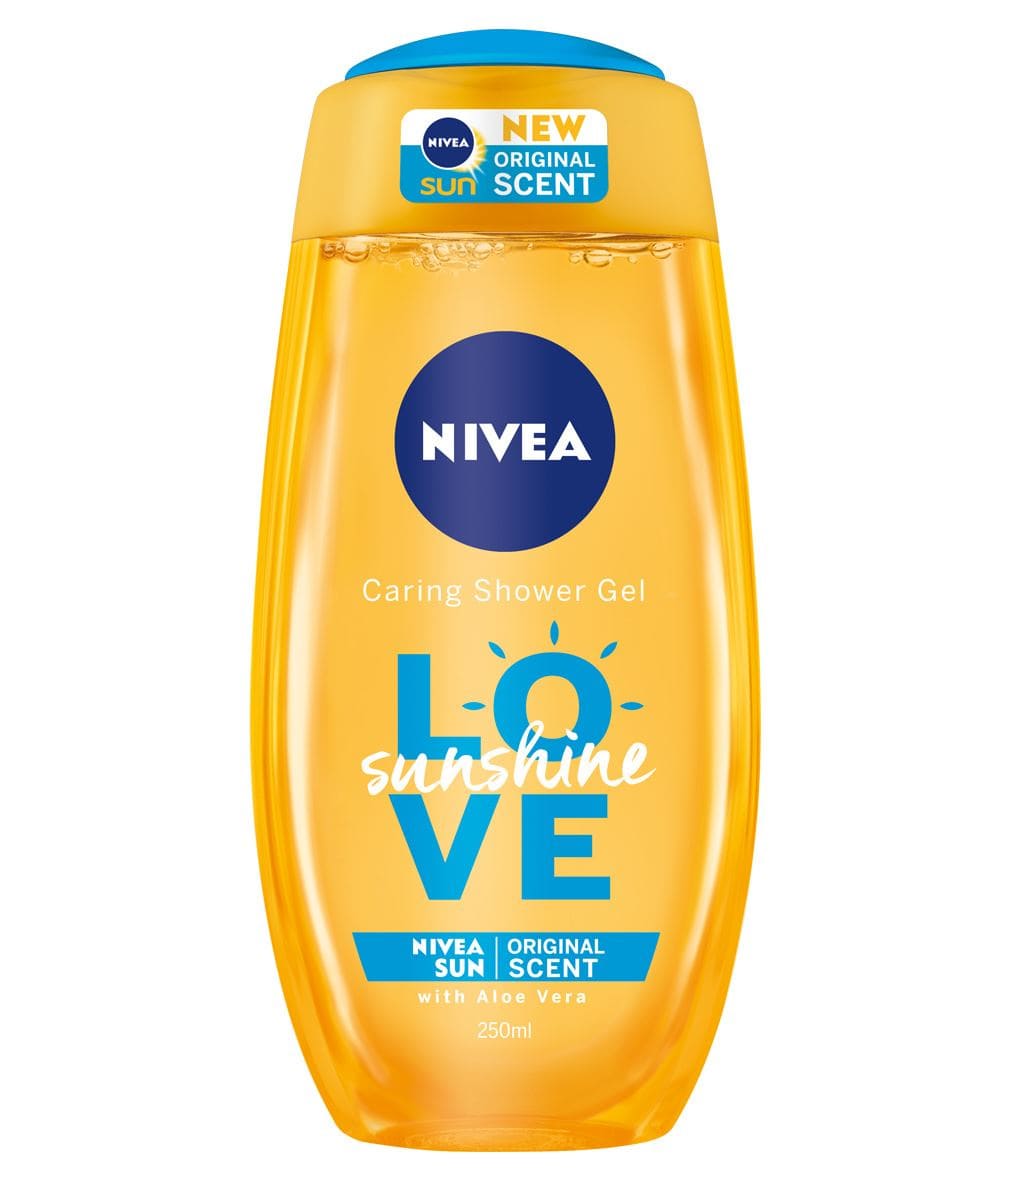 NIVEA
sun
NEW
ORIGINAL
SCENT
NIVEA
Caring Shower Gel
LO
sunshine
VE
NIVEA
SUN
ORIGINAL
SCENT
with Aloe Vera
250ml